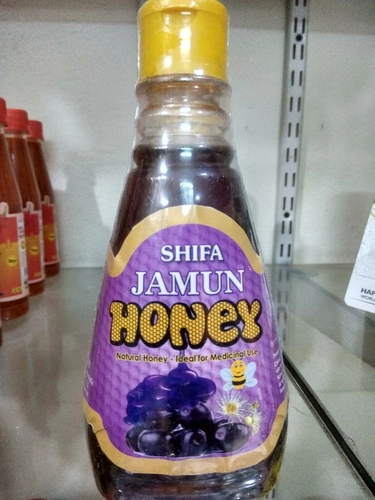 SHIFA
JAMUN
HONEY
Natural Honey - Ideal for Medicinal Use